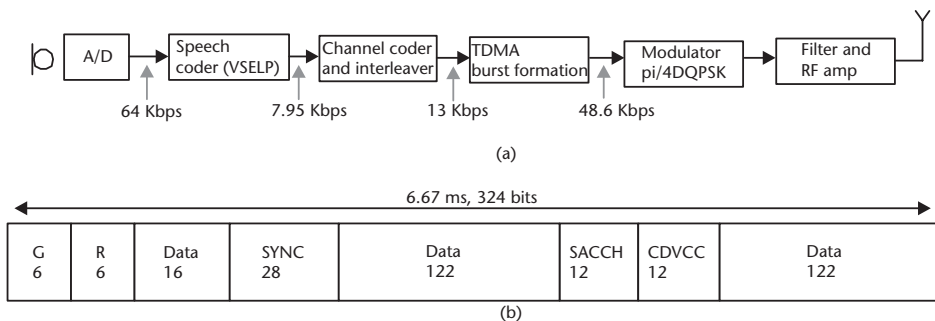 A/D
Speech
coder (VSELP)
Channel coder
and interleaver
TDMA
burst formation
Modulator
pi/4DQPSK
Filter and
RF amp
64 Kbps
7.95 Kbps
13 Kbps
48.6 Kbps
(a)
6.67 ms, 324 bits
G
6
R
6
Data
16
SYNC
28
Data
122
SACCH
12
CDVCC
12
Data
122
(b)